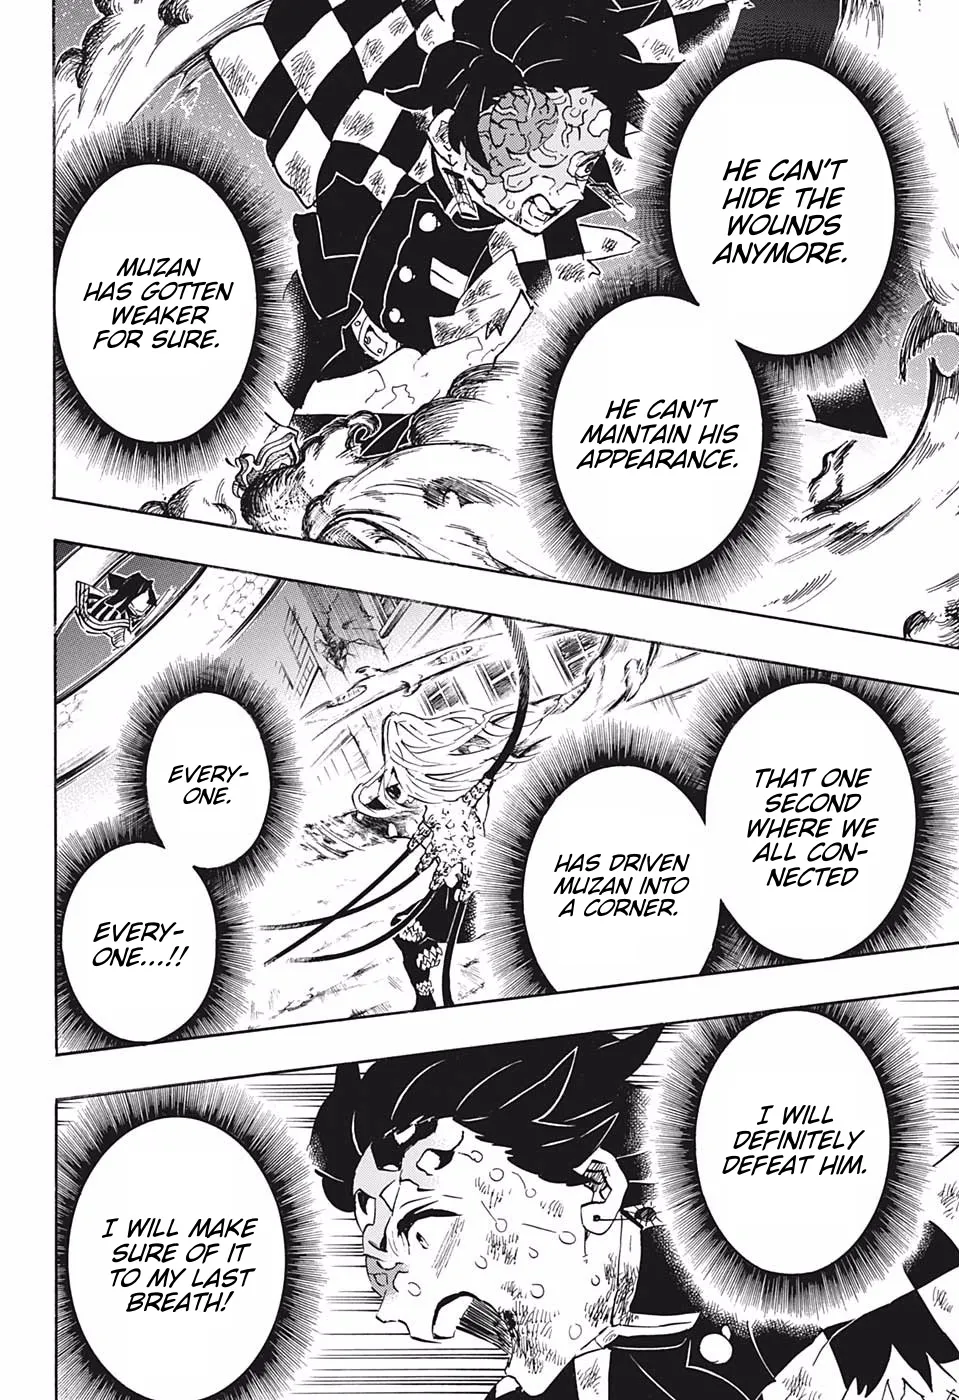 HE CAN'T
HIDE THE
WOUNDS
ANYMORE.
HE CAN'T
MAINTAIN HIS
APPEARANCE.
MUZAN
HAS GOTTEN
WEAKER
FOR SURE.
THAT ONE
SECOND
WHERE WE
ALL CON-
NECTED
HAS DRIVEN
MUZAN INTO
A CORNER.
EVERY-
ONE.
EVERY-
ONE...!!
I WILL
DEFINITELY
DEFEAT HIM.
I WILL MAKE
SURE OF IT
TO MY LAST
BREATH!